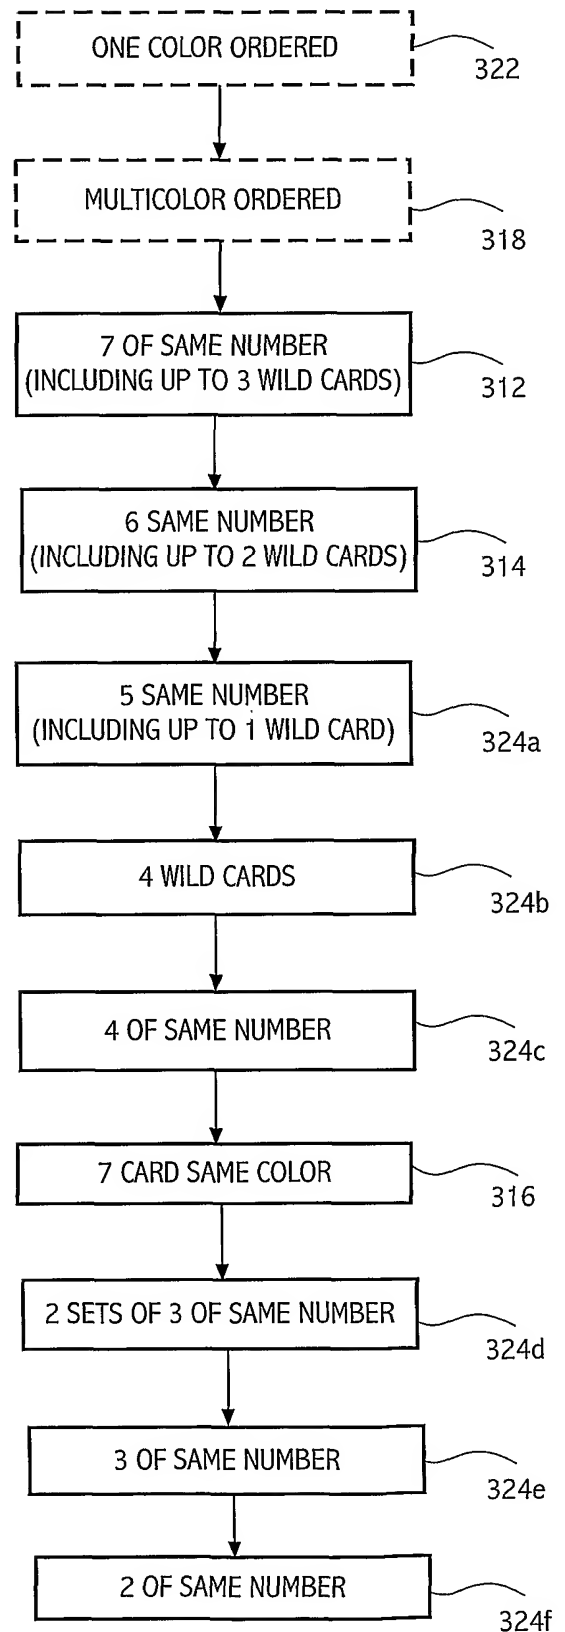 ONE COLOR ORDERED
322
MULTICOLOR ORDERED
318
7 OF SAME NUMBER
(INCLUDING UP TO 3 WILD CARDS)
312
6 SAME NUMBER
(INCLUDING UP TO 2 WILD CARDS)
314
5 SAME NUMBER
(INCLUDING UP TO 1 WILD CARD)
324a
4 WILD CARDS
324b
4 OF SAME NUMBER
324c
7 CARD SAME COLOR
316
2 SETS OF 3 OF SAME NUMBER
324d
3 OF SAME NUMBER
324e
2 OF SAME NUMBER
324f